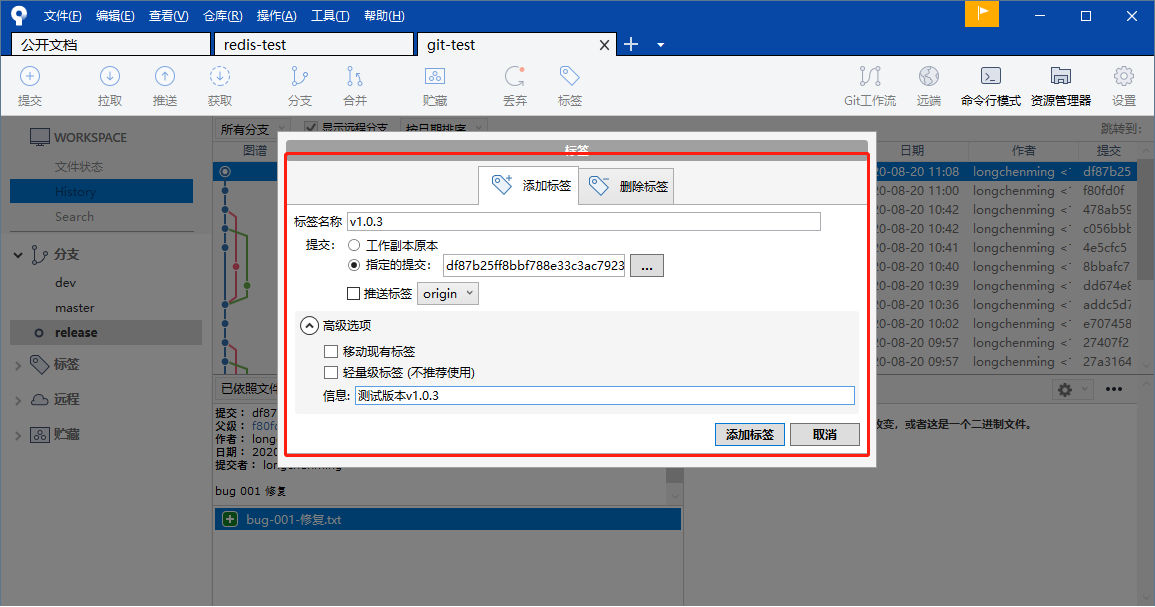 文件(F) 编辑(E) 查看(V) 仓库(R) 操作(A) 工具(T) 帮助(H)
公开文档 redis-test git-test
提交 拉取 推送 获取 分支 合并 贮藏 丢弃 标签 Git工作流 远端 命令行模式 资源管理器 设置
WORKSPACE
文件状态
History
Search
分支
dev
master
release
标签
远程
贮藏
所有分支 显示远程分支 按日期排序 跳转到:
图谱 日期 作者 提交
20-08-20 11:08 longchenming < df87b25
20-08-20 11:00 longchenming < f80fd0f
20-08-20 10:42 longchenming < 478ab59
20-08-20 10:42 longchenming < c056bbb
20-08-20 10:41 longchenming < 4e5cfc5
20-08-20 10:40 longchenming < 8bbafc7
20-08-20 10:39 longchenming < dd674e8
20-08-20 10:36 longchenming < addc5d7
20-08-20 10:02 longchenming < e707458
20-08-20 09:57 longchenming < 27407f2
20-08-20 09:57 longchenming < 27a3164
标签
添加标签 删除标签
标签名称 v1.0.3
提交: 工作副本原本
指定的提交: df87b25ff8bbf788e33c3ac7923 ...
推送标签 origin
高级选项
移动现有标签
轻量级标签 (不推荐使用)
信息: 测试版本v1.0.3
添加标签 取消
已依照文件
提交: df87
父级: f80f
作者: long
日期: 2020
提交者: longchenming
bug 001 修复
bug-001-修复.txt
改变，或者这是一个二进制文件。